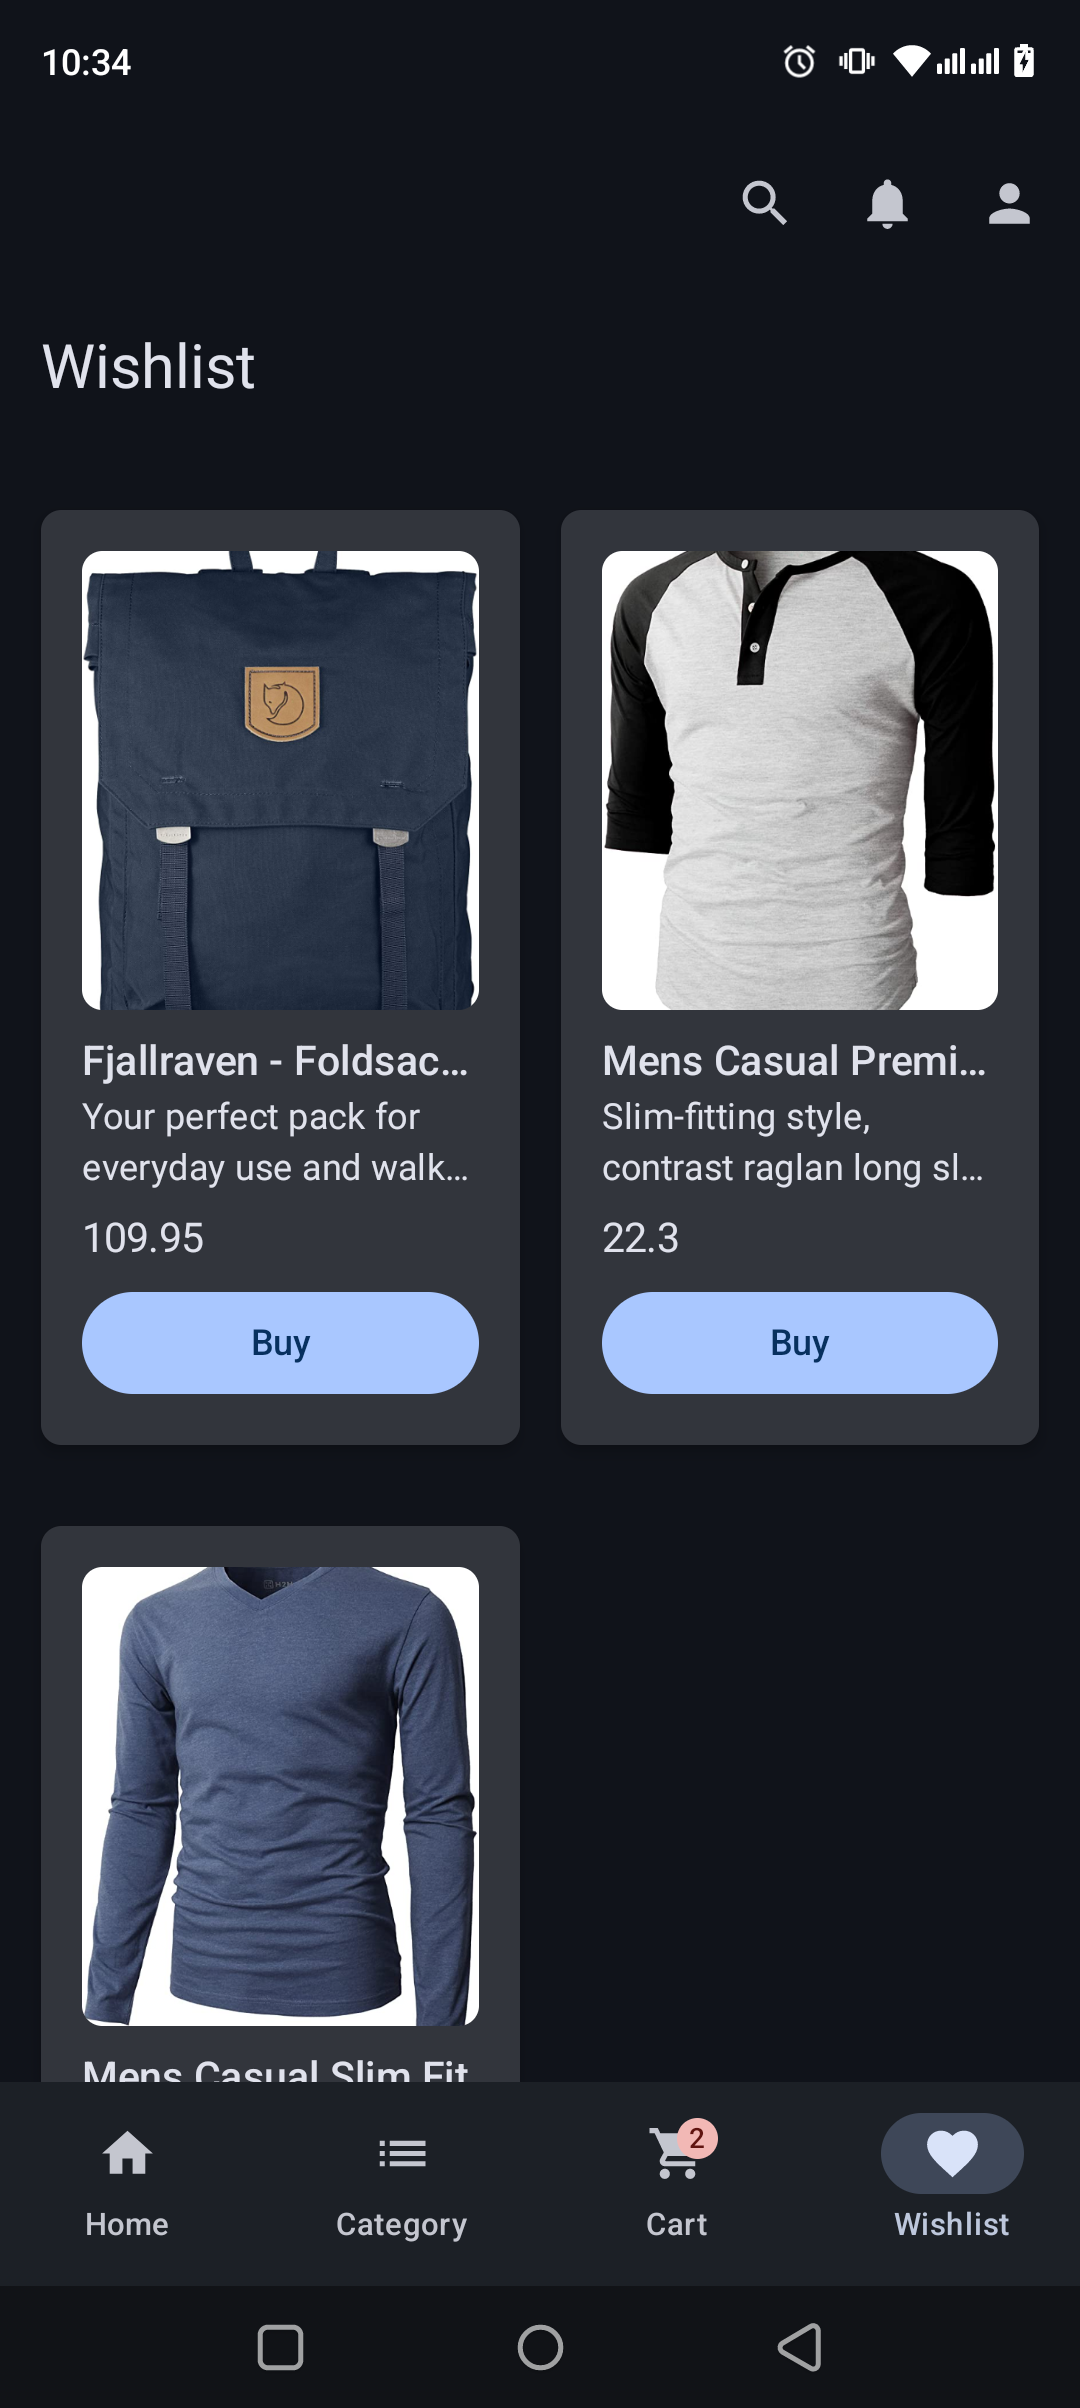 10:34
Wishlist
Fjallraven - Foldsac...
Your perfect pack for
everyday use and walk...
109.95
Buy
Mens Casual Premi...
Slim-fitting style,
contrast raglan long sl...
22.3
Buy
Mens Casual Slim Fit
Home
Category
2
Cart
Wishlist